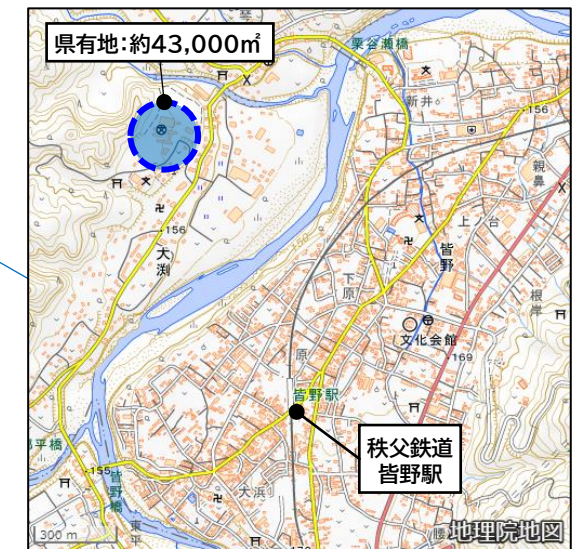 県有地：約43,000㎡
栗谷瀬橋
新井
156
親鼻
156
大渕
上ノ台
皆野
下原
根岸
文化会館
169
原
皆野駅
秩父鉄道
皆野駅
155
皆野橋
大浜
300 m
地理院地図